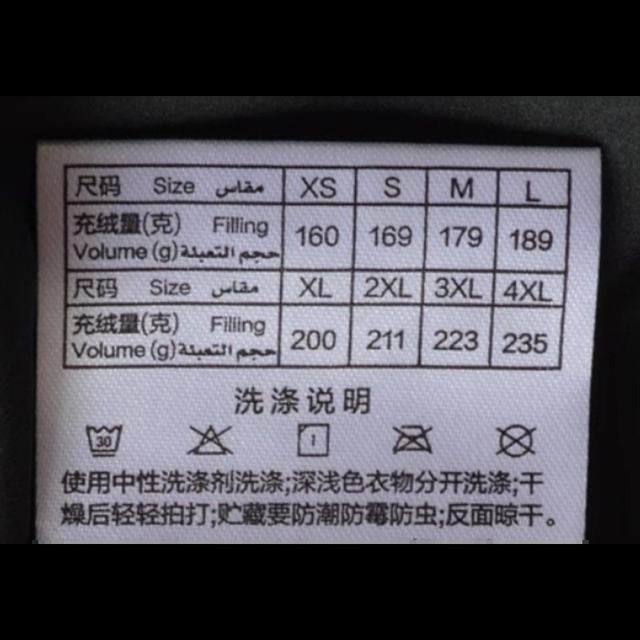 尺码 Size مقاس XS S M L
充绒量(克) Filling
Volume (g) حجم التعبئة 160 169 179 189
尺码 Size مقاس XL 2XL 3XL 4XL
充绒量(克) Filling
Volume (g) حجم التعبئة 200 211 223 235
洗涤说明
30
使用中性洗涤剂洗涤;深浅色衣物分开洗涤;干
燥后轻轻拍打;贮藏要防潮防霉防虫;反面晾干。